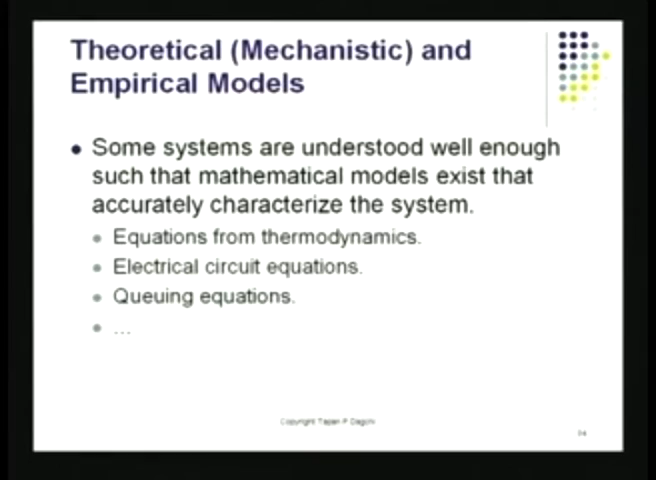 Theoretical (Mechanistic) and
Empirical Models
• Some systems are understood well enough
such that mathematical models exist that
accurately characterize the system.
• Equations from thermodynamics.
• Electrical circuit equations.
• Queuing equations.
• ...
Copyright Tapan P